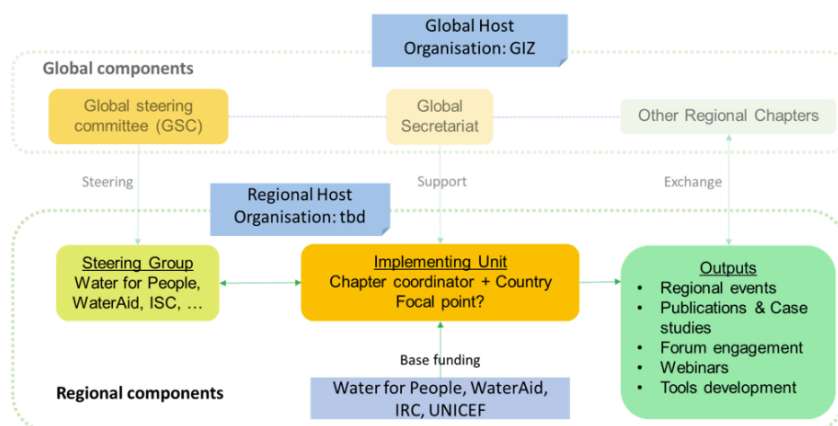 Global Host
Organisation: GIZ
Global components
Global steering
committee (GSC)
Global
Secretariat
Other Regional Chapters
Steering
Support
Exchange
Regional Host
Organisation: tbd
Steering Group
Water for People,
WaterAid, ISC, ...
Implementing Unit
Chapter coordinator + Country
Focal point?
Outputs
• Regional events
• Publications & Case
studies
• Forum engagement
• Webinars
• Tools development
Base funding
Water for People, WaterAid,
IRC, UNICEF
Regional components